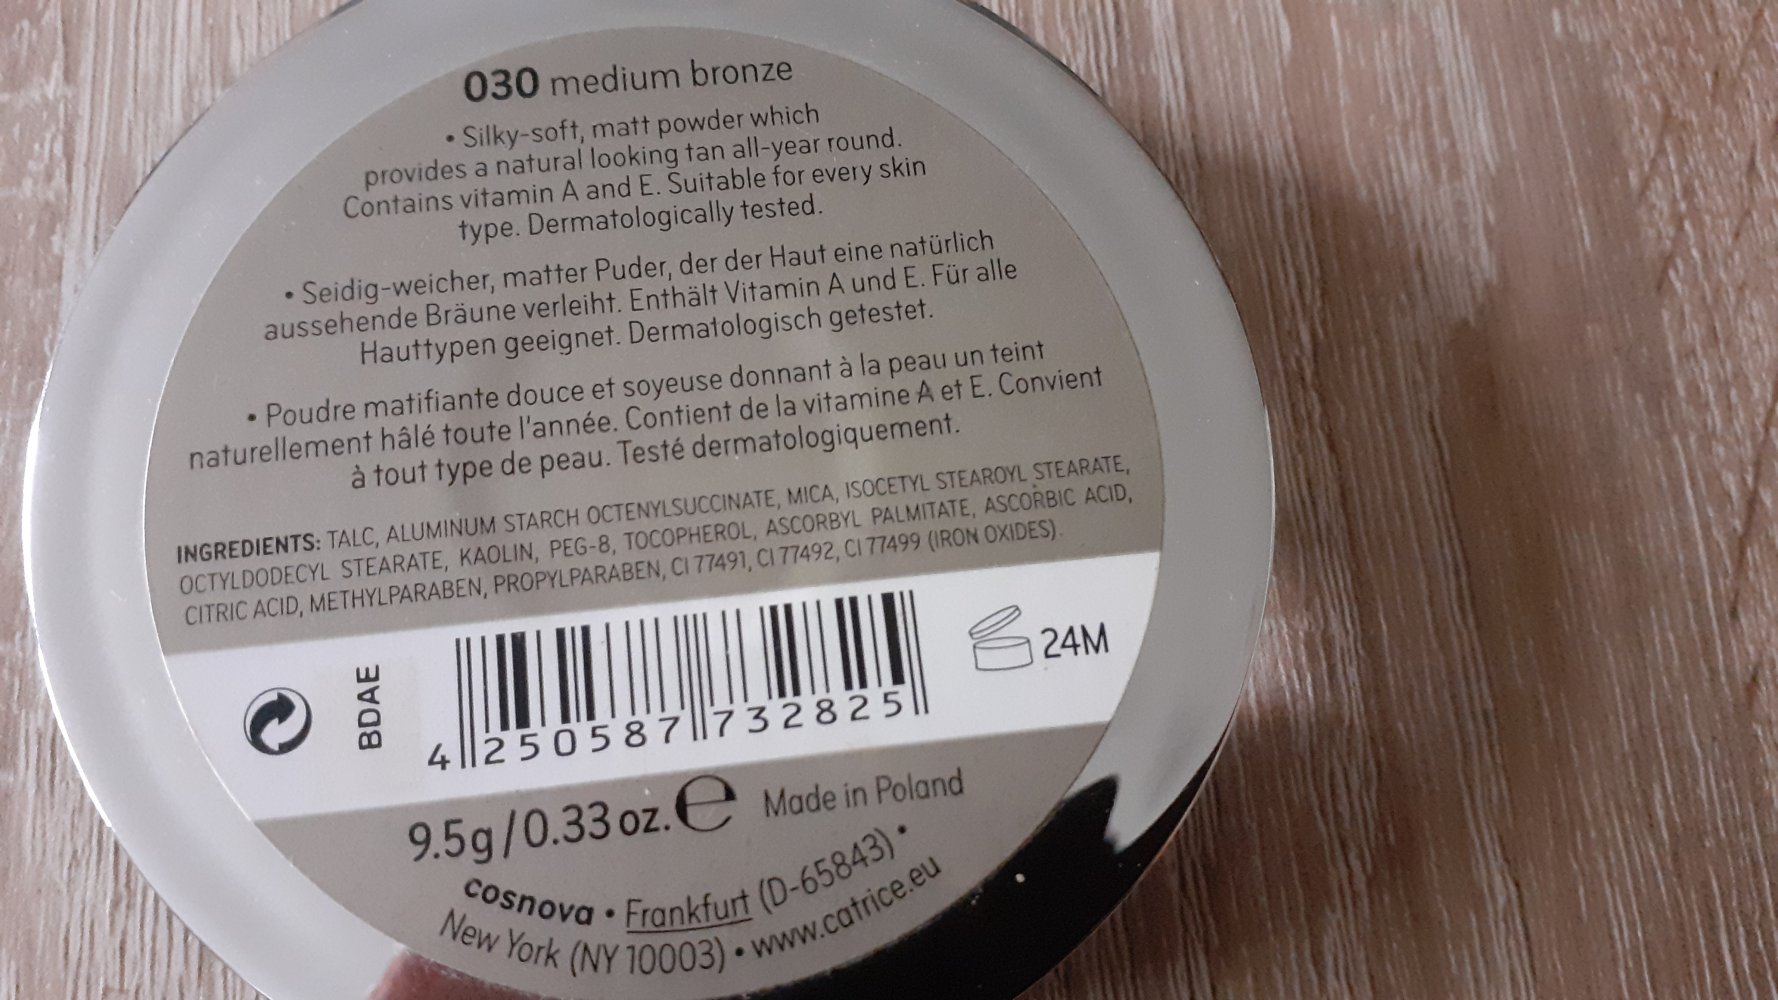 030 medium bronze
• Silky-soft, matt powder which
provides a natural looking tan all-year round.
Contains vitamin A and E. Suitable for every skin
type. Dermatologically tested.
• Seidig-weicher, matter Puder, der der Haut eine natürlich
aussehende Bräune verleiht. Enthält Vitamin A und E. Für alle
Hauttypen geeignet. Dermatologisch getestet.
• Poudre matifiante douce et soyeuse donnant à la peau un teint
naturellement hâlé toute l'année. Contient de la vitamine A et E. Convient
à tout type de peau. Testé dermatologiquement.
INGREDIENTS: TALC, ALUMINUM STARCH OCTENYLSUCCINATE, MICA, ISOCETYL STEAROYL STEARATE,
OCTYLDODECYL STEARATE, KAOLIN, PEG-8, TOCOPHEROL, ASCORBYL PALMITATE, ASCORBIC ACID,
CITRIC ACID, METHYLPARABEN, PROPYLPARABEN, CI 77491, CI 77492, CI 77499 (IRON OXIDES).
BDAE
4 250587 732825
24M
9.5g/0.33 oz. e Made in Poland
cosnova • Frankfurt (D-65843) •
New York (NY 10003) • www.catrice.eu